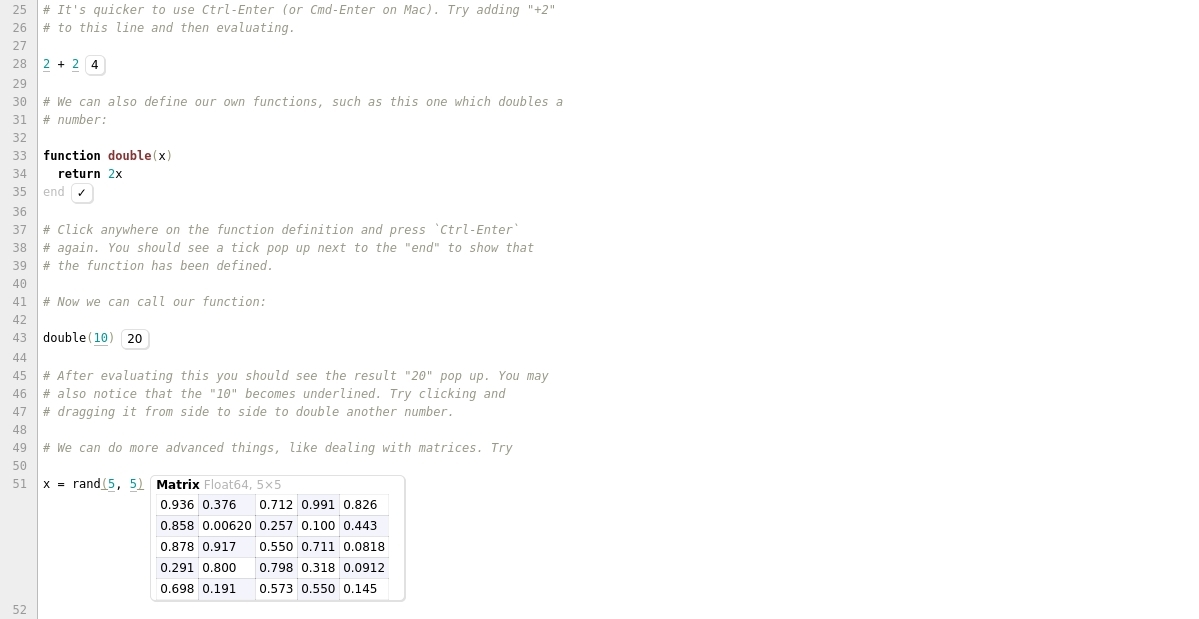 25 # It's quicker to use Ctrl-Enter (or Cmd-Enter on Mac). Try adding "+2"
26 # to this line and then evaluating.
27
28 2 + 2 4
29
30 # We can also define our own functions, such as this one which doubles a
31 # number:
32
33 function double(x)
34 return 2x
35 end ✓
36
37 # Click anywhere on the function definition and press `Ctrl-Enter`
38 # again. You should see a tick pop up next to the "end" to show that
39 # the function has been defined.
40
41 # Now we can call our function:
42
43 double(10) 20
44
45 # After evaluating this you should see the result "20" pop up. You may
46 # also notice that the "10" becomes underlined. Try clicking and
47 # dragging it from side to side to double another number.
48
49 # We can do more advanced things, like dealing with matrices. Try
50
51 x = rand(5, 5) Matrix Float64, 5×5
0.936 0.376 0.712 0.991 0.826
0.858 0.00620 0.257 0.100 0.443
0.878 0.917 0.550 0.711 0.0818
0.291 0.800 0.798 0.318 0.0912
0.698 0.191 0.573 0.550 0.145
52